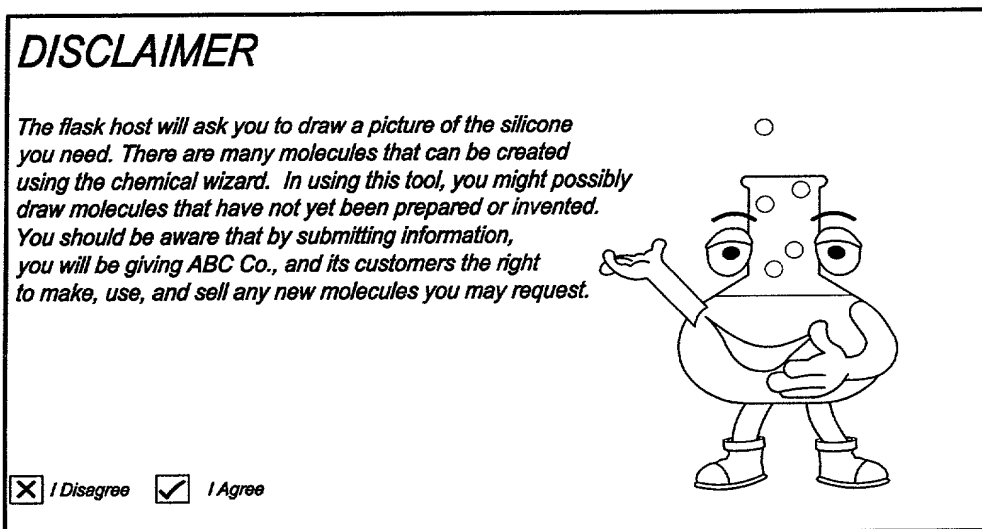 DISCLAIMER
The flask host will ask you to draw a picture of the silicone
you need. There are many molecules that can be created
using the chemical wizard. In using this tool, you might possibly
draw molecules that have not yet been prepared or invented.
You should be aware that by submitting information,
you will be giving ABC Co., and its customers the right
to make, use, and sell any new molecules you may request.
I Disagree I Agree